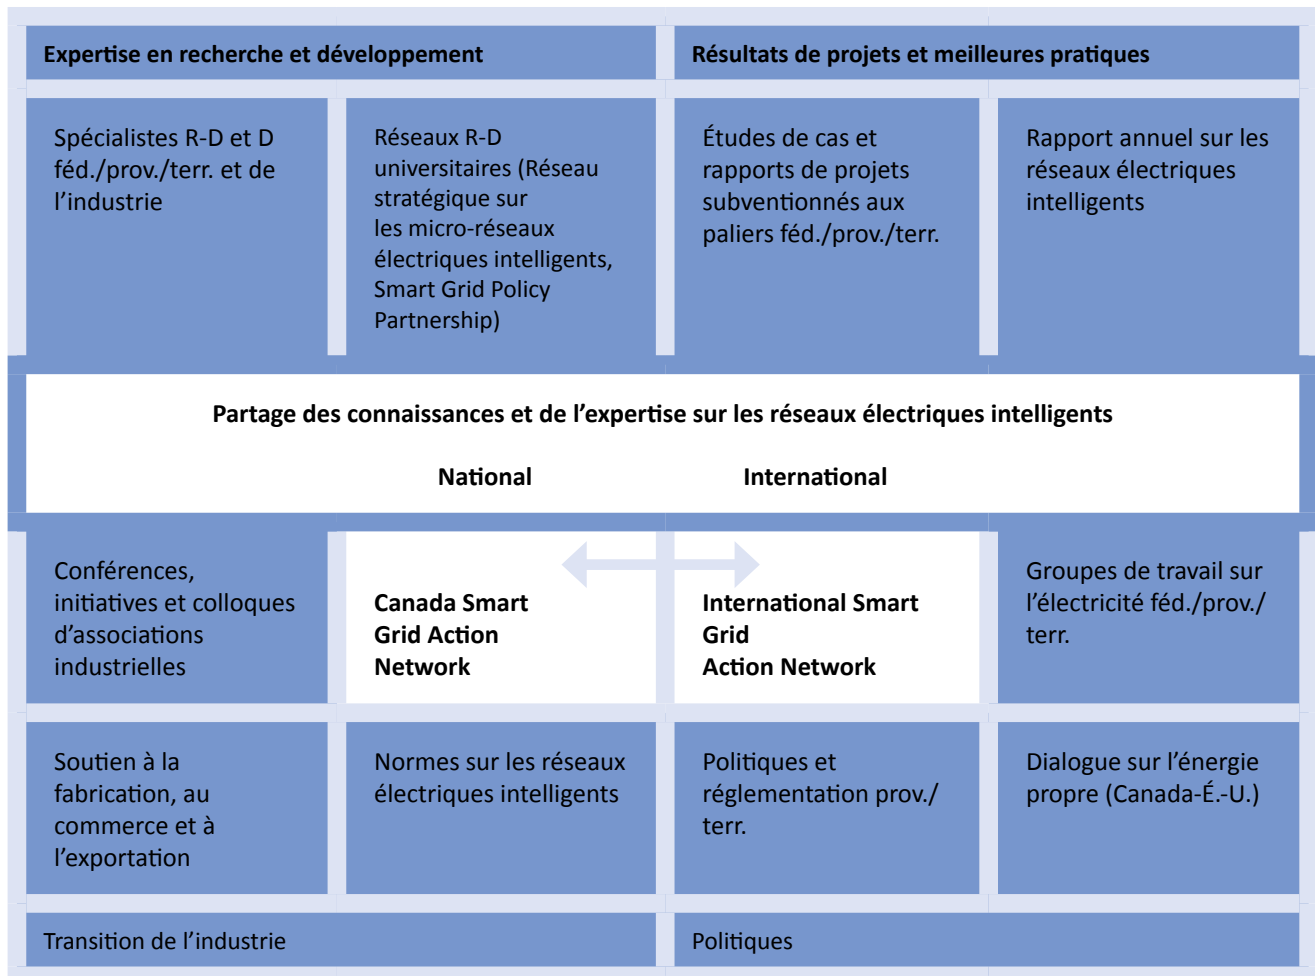 Expertise en recherche et développement
Résultats de projets et meilleures pratiques
Spécialistes R-D et D
féd./prov./terr. et de
l’industrie
Réseaux R-D
universitaires (Réseau
stratégique sur
les micro-réseaux
électriques intelligents,
Smart Grid Policy
Partnership)
Études de cas et
rapports de projets
subventionnés aux
paliers féd./prov./terr.
Rapport annuel sur les
réseaux électriques
intelligents
Partage des connaissances et de l’expertise sur les réseaux électriques intelligents
National
International
Conférences,
initiatives et colloques
d’associations
industrielles
Canada Smart
Grid Action
Network
International Smart
Grid
Action Network
Groupes de travail sur
l’électricité féd./prov./
terr.
Soutien à la
fabrication, au
commerce et à
l’exportation
Normes sur les réseaux
électriques intelligents
Politiques et
réglementation prov./
terr.
Dialogue sur l’énergie
propre (Canada-É.-U.)
Transition de l’industrie
Politiques